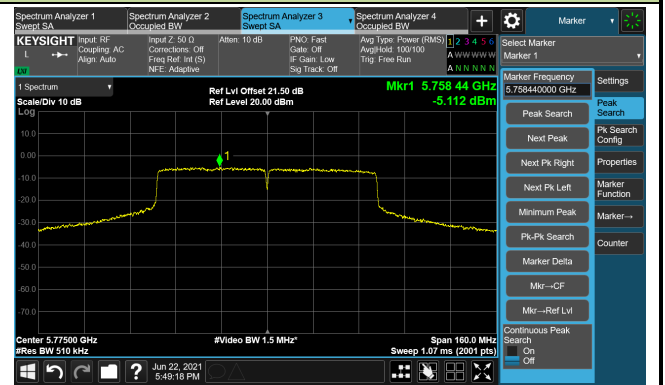 Spectrum Analyzer 1
Swept SA
Spectrum Analyzer 2
Occupied BW
Spectrum Analyzer 3
Swept SA
Spectrum Analyzer 4
Occupied BW
+
Marker
KEYSIGHT
L
Input: RF
Coupling: AC
Align: Auto
Input Z: 50 Ω
Corrections: Off
Freq Ref: Int (S)
NFE: Adaptive
Atten: 10 dB
PNO: Fast
Gate: Off
IF Gain: Low
Sig Track: Off
Avg Type: Power (RMS)
Avg|Hold: 100/100
Trig: Free Run
1 2 3 4 5 6
A W W W W W
A N N N N N
Select Marker
Marker 1
1 Spectrum
Scale/Div 10 dB
Log
Ref Lvl Offset 21.50 dB
Ref Level 20.00 dBm
Mkr1 5.758 44 GHz
-5.112 dBm
10.0
0.00
-10.0
-20.0
-30.0
-40.0
-50.0
-60.0
-70.0
1
Center 5.77500 GHz
#Res BW 510 kHz
#Video BW 1.5 MHz*
Span 160.0 MHz
Sweep 1.07 ms (2001 pts)
Marker Frequency
5.758440000 GHz
Peak Search
Next Peak
Next Pk Right
Next Pk Left
Minimum Peak
Pk-Pk Search
Marker Delta
Mkr→CF
Mkr→Ref Lvl
Continuous Peak
Search
On
Off
Settings
Peak
Search
Pk Search
Config
Properties
Marker
Function
Marker→
Counter
?
Jun 22, 2021
5:49:18 PM